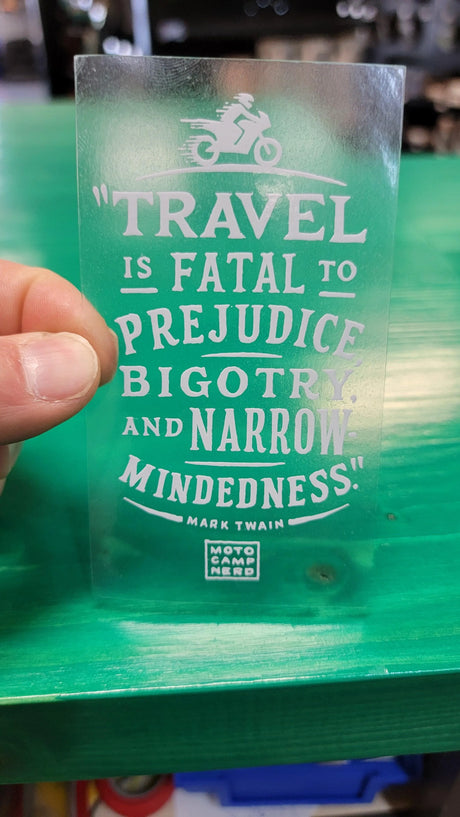 "TRAVEL
IS FATAL TO
PREJUDICE,
BIGOTRY,
AND NARROW-
MINDEDNESS."
MARK TWAIN
MOTO
CAMP
NERD